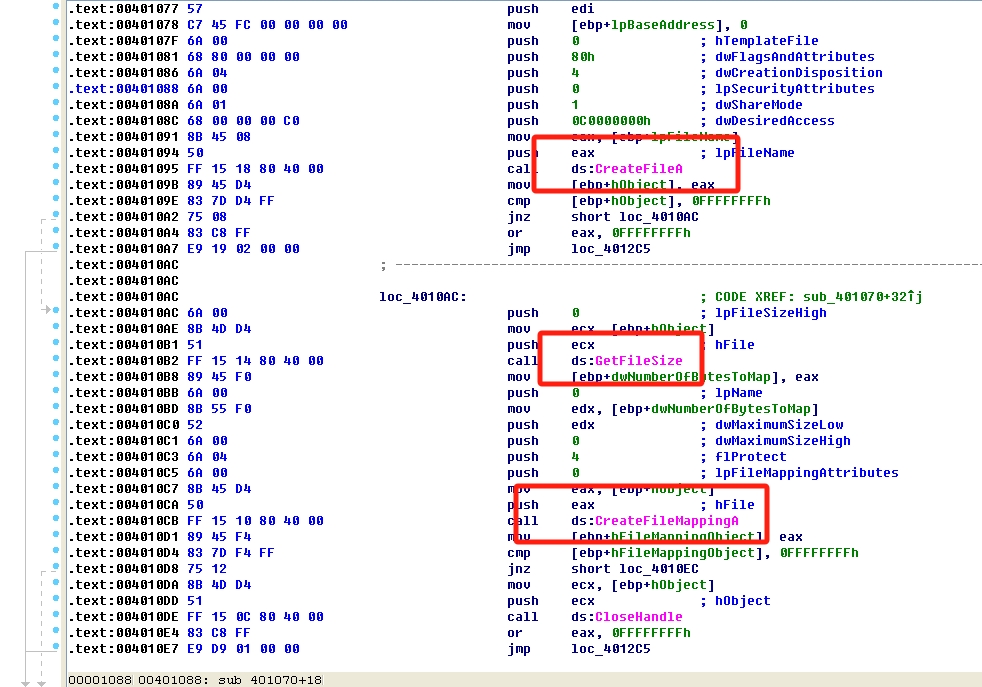 .text:00401077 57 push edi
.text:00401078 C7 45 FC 00 00 00 00 mov [ebp+lpBaseAddress], 0
.text:0040107F 6A 00 push 0 ; hTemplateFile
.text:00401081 68 80 00 00 00 push 80h ; dwFlagsAndAttributes
.text:00401086 6A 04 push 4 ; dwCreationDisposition
.text:00401088 6A 00 push 0 ; lpSecurityAttributes
.text:0040108A 6A 01 push 1 ; dwShareMode
.text:0040108C 68 00 00 00 C0 push 0C0000000h ; dwDesiredAccess
.text:00401091 8B 45 08 mov eax, [ebp+lpFileName]
.text:00401094 50 push eax ; lpFileName
.text:00401095 FF 15 18 80 40 00 call ds:CreateFileA
.text:0040109B 89 45 D4 mov [ebp+hObject], eax
.text:0040109E 83 7D D4 FF cmp [ebp+hObject], 0FFFFFFFFh
.text:004010A2 75 08 jnz short loc_4010AC
.text:004010A4 83 C8 FF or eax, 0FFFFFFFFh
.text:004010A7 E9 19 02 00 00 jmp loc_4012C5
.text:004010AC ; ---------------------------------------------------------------------------
.text:004010AC
.text:004010AC loc_4010AC: ; CODE XREF: sub_401070+32îj
.text:004010AC 6A 00 push 0 ; lpFileSizeHigh
.text:004010AE 8B 4D D4 mov ecx, [ebp+hObject]
.text:004010B1 51 push ecx ; hFile
.text:004010B2 FF 15 14 80 40 00 call ds:GetFileSize
.text:004010B8 89 45 F0 mov [ebp+dwNumberOfBytesToMap], eax
.text:004010BB 6A 00 push 0 ; lpName
.text:004010BD 8B 55 F0 mov edx, [ebp+dwNumberOfBytesToMap]
.text:004010C0 52 push edx ; dwMaximumSizeLow
.text:004010C1 6A 00 push 0 ; dwMaximumSizeHigh
.text:004010C3 6A 04 push 4 ; flProtect
.text:004010C5 6A 00 push 0 ; lpFileMappingAttributes
.text:004010C7 8B 45 D4 mov eax, [ebp+hObject]
.text:004010CA 50 push eax ; hFile
.text:004010CB FF 15 10 80 40 00 call ds:CreateFileMappingA
.text:004010D1 89 45 F4 mov [ebp+hFileMappingObject], eax
.text:004010D4 83 7D F4 FF cmp [ebp+hFileMappingObject], 0FFFFFFFFh
.text:004010D8 75 12 jnz short loc_4010EC
.text:004010DA 8B 4D D4 mov ecx, [ebp+hObject]
.text:004010DD 51 push ecx ; hObject
.text:004010DE FF 15 0C 80 40 00 call ds:CloseHandle
.text:004010E4 83 C8 FF or eax, 0FFFFFFFFh
.text:004010E7 E9 D9 01 00 00 jmp loc_4012C5
00001088 00401088: sub 401070+18